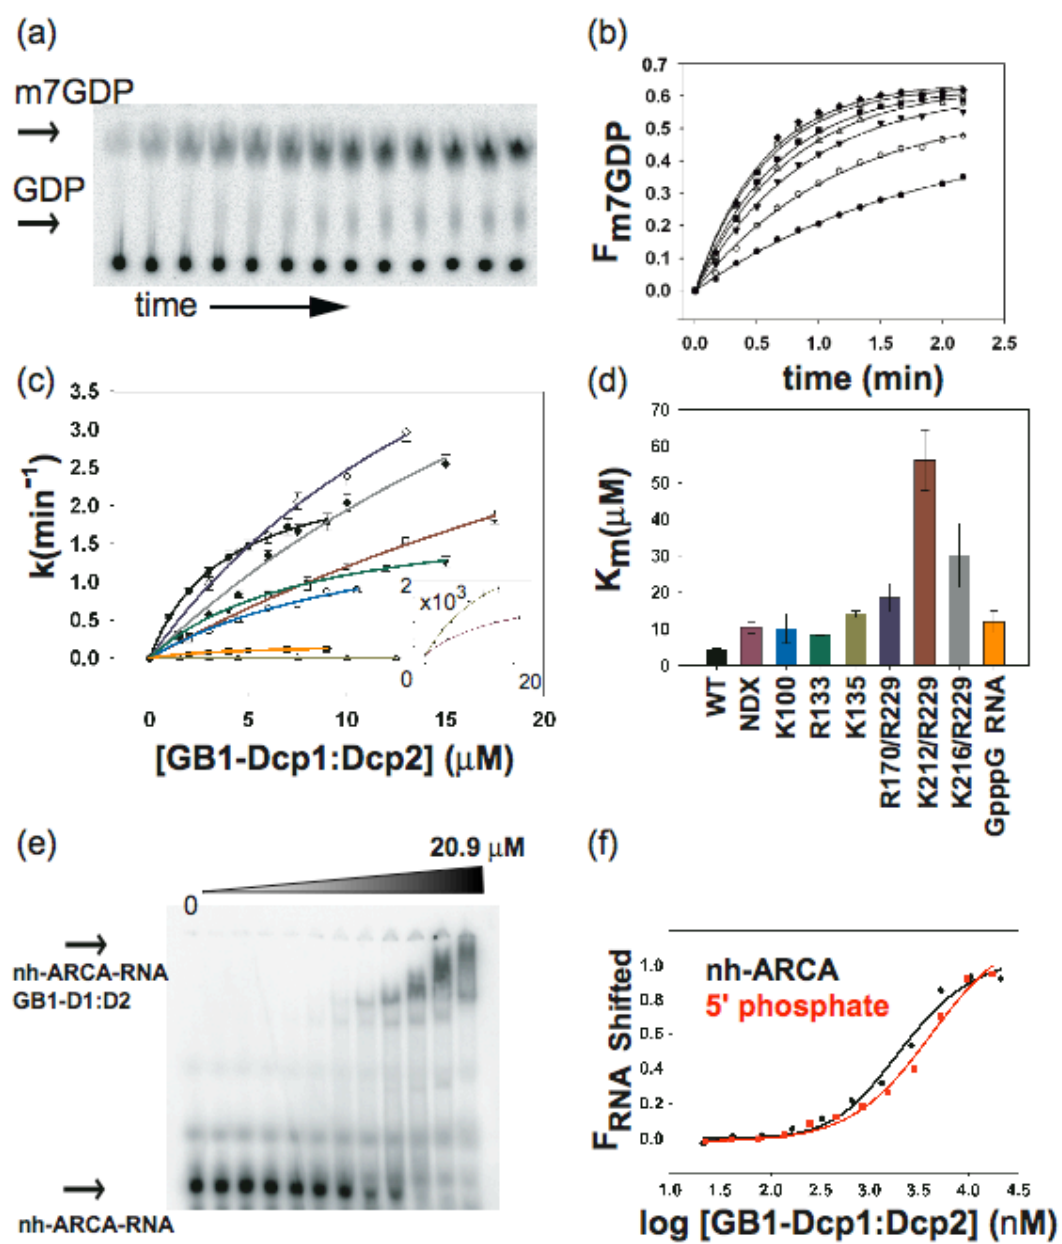 (a)
m7GDP
GDP
time
(b)
0.7
0.6
0.5
0.4
0.3
0.2
0.1
0.0
Fm7GDP
0.0 0.5 1.0 1.5 2.0 2.5
time (min)
(c)
3.5
3.0
2.5
2.0
1.5
1.0
0.5
0.0
k(min⁻¹)
2
x10³
0
20
0 5 10 15 20
[GB1-Dcp1:Dcp2] (μM)
(d)
70
60
50
40
30
20
10
0
Km(μM)
WT
NDX
K100
R133
K135
R170/R229
K212/R229
K216/R229
GpppG RNA
(e)
20.9 μM
0
nh-ARCA-RNA
GB1-D1:D2
nh-ARCA-RNA
(f)
nh-ARCA
5' phosphate
1.0
0.8
0.6
0.4
0.2
0.0
FRNA Shifted
1.0 1.5 2.0 2.5 3.0 3.5 4.0 4.5
log [GB1-Dcp1:Dcp2] (nM)